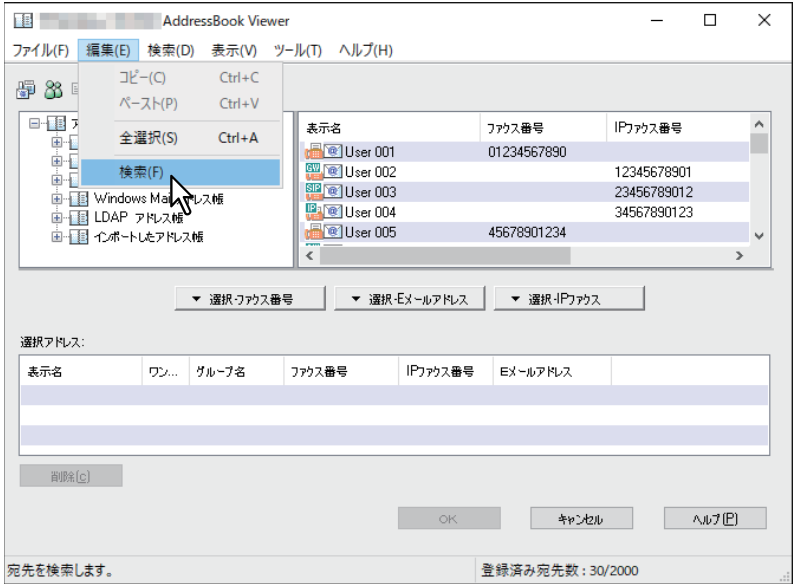 AddressBook Viewer
ファイル(F) 編集(E) 検索(D) 表示(V) ツール(T) ヘルプ(H)
コピー(C) Ctrl+C
ペースト(P) Ctrl+V
全選択(S) Ctrl+A
検索(F)
LDAP アドレス帳
インポートしたアドレス帳
表示名 ファクス番号 IPファクス番号
User 001 01234567890
User 002 12345678901
User 003 23456789012
User 004 34567890123
User 005 45678901234
▼ 選択-ファクス番号 ▼ 選択-Eメールアドレス ▼ 選択-IPファクス
選択アドレス:
表示名 ワン... グループ名 ファクス番号 IPファクス番号 Eメールアドレス
削除[c]
OK キャンセル ヘルプ(P)
宛先を検索します。 登録済み宛先数 : 30/2000